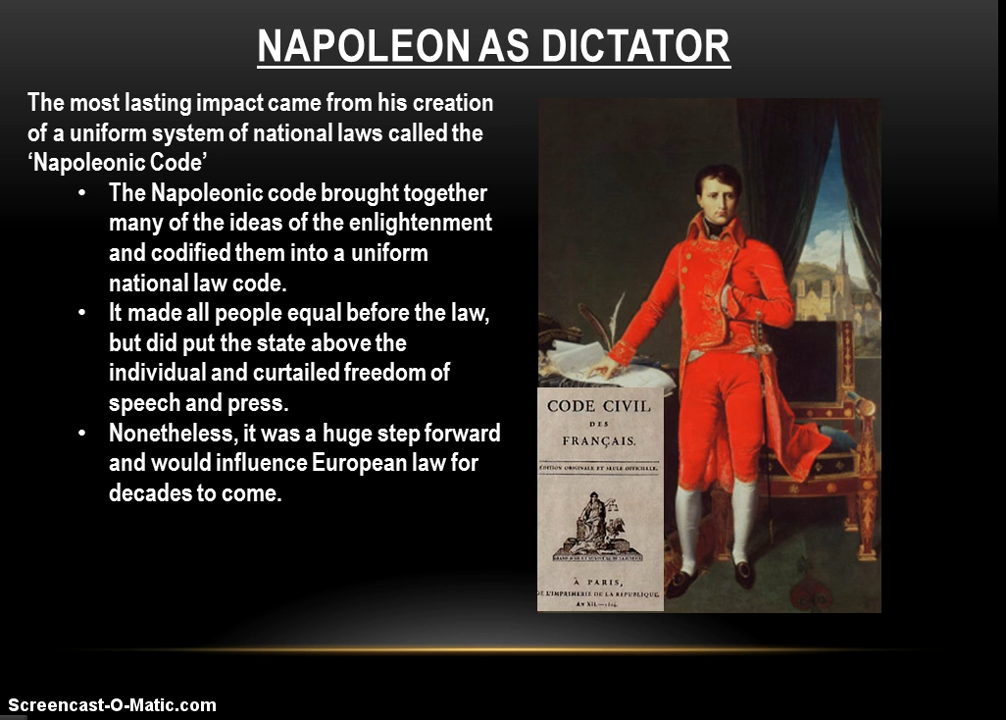 NAPOLEON AS DICTATOR
The most lasting impact came from his creation
of a uniform system of national laws called the
‘Napoleonic Code’
• The Napoleonic code brought together
many of the ideas of the enlightenment
and codified them into a uniform
national law code.
• It made all people equal before the law,
but did put the state above the
individual and curtailed freedom of
speech and press.
• Nonetheless, it was a huge step forward
and would influence European law for
decades to come.
CODE CIVIL
DES
FRANÇAIS.
ÉDITION ORIGINALE ET SEULE OFFICIELLE.
À PARIS,
DE L'IMPRIMERIE DE LA RÉPUBLIQUE.
AN XII.—1804.
Screencast-O-Matic.com